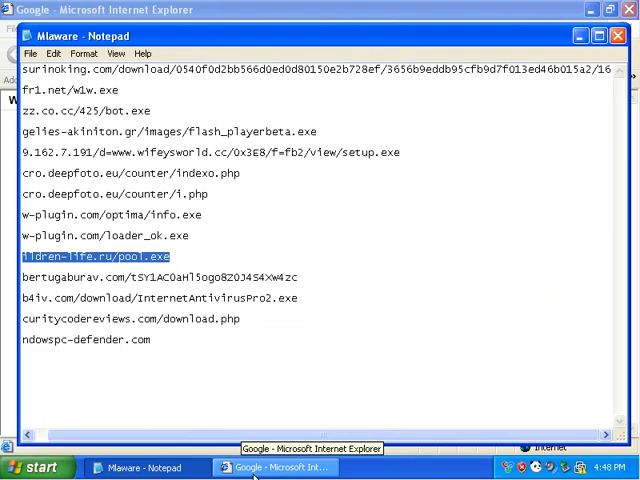 Google - Microsoft Internet Explorer
Mlaware - Notepad
File Edit Format View Help
surinoking.com/download/0540f0d2bb566d0ed0d80150e2b728ef/3656b9eddb95cfb9d7f013ed46b015a2/16
fr1.net/w1w.exe
zz.co.cc/425/bot.exe
gelies-akiniton.gr/images/flash_playerbeta.exe
9.162.7.191/d=www.wifeysworld.cc/0x3E8/f=fb2/view/setup.exe
cro.deepfoto.eu/counter/indexo.php
cro.deepfoto.eu/counter/i.php
w-plugin.com/optima/info.exe
w-plugin.com/loader_ok.exe
ildren-life.ru/pool.exe
bertugaburav.com/tSY1AC0aHl5ogo8Z0J4S4Xw4zc
b4iv.com/download/InternetAntivirusPro2.exe
curitycodereviews.com/download.php
ndowspc-defender.com
Google - Microsoft Internet Explorer
Internet
start Mlaware - Notepad Google - Microsoft Int... 4:48 PM